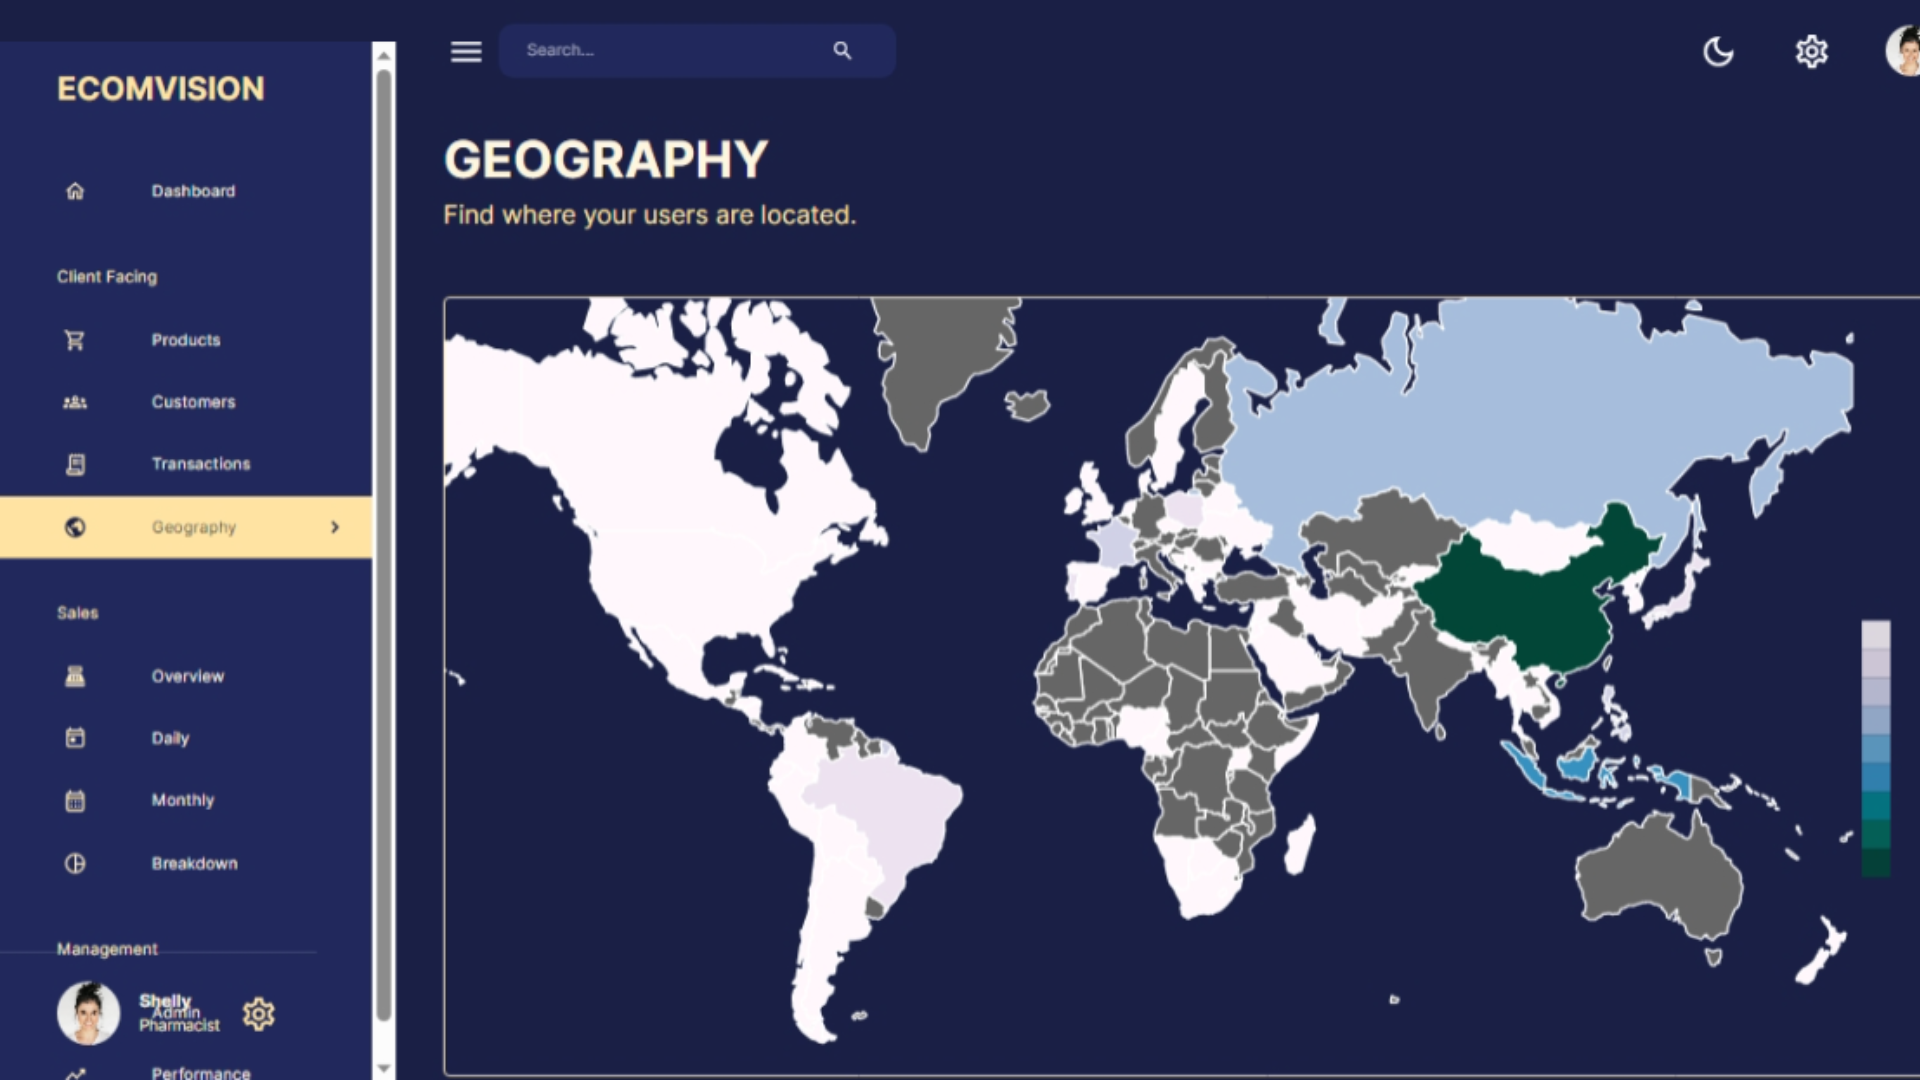 ECOMVISION
Search...
Dashboard
Client Facing
Products
Customers
Transactions
Geography
Sales
Overview
Daily
Monthly
Breakdown
Management
Shelly
Admin
Pharmacist
Performance
GEOGRAPHY
Find where your users are located.